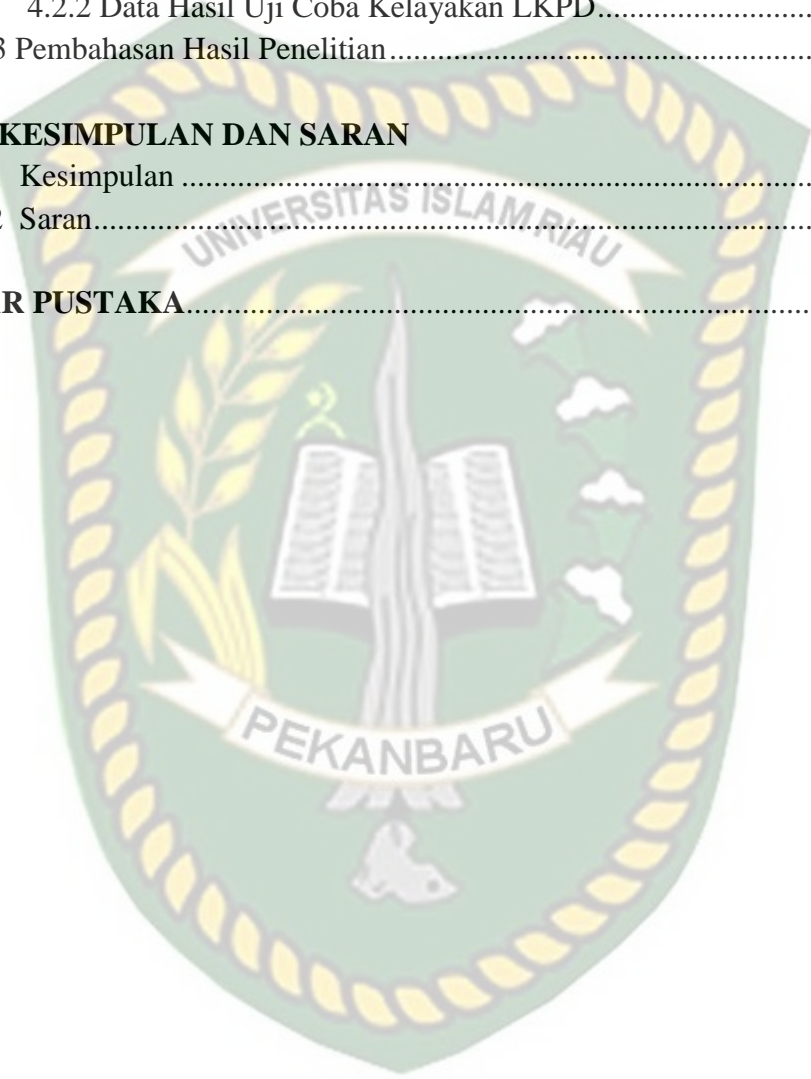 4.2.2 Data Hasil Uji Coba Kelayakan LKPD
3 Pembahasan Hasil Penelitian
KESIMPULAN DAN SARAN
Kesimpulan
Saran
R PUSTAKA
UNIVERSITAS ISLAM RIAU
PEKANBARU